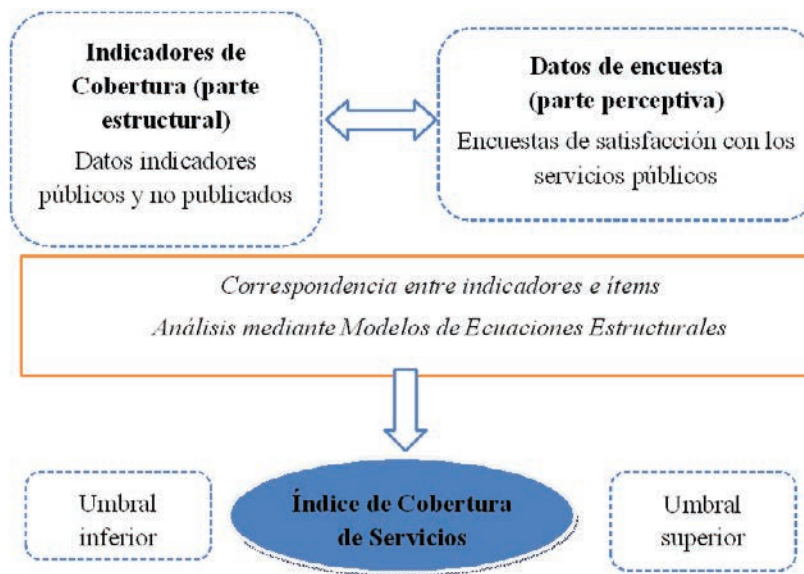 Indicadores de
Cobertura (parte
estructural)
Datos indicadores
públicos y no publicados
Datos de encuesta
(parte perceptiva)
Encuestas de satisfacción con los
servicios públicos
Correspondencia entre indicadores e ítems
Análisis mediante Modelos de Ecuaciones Estructurales
Umbral
inferior
Índice de Cobertura
de Servicios
Umbral
superior